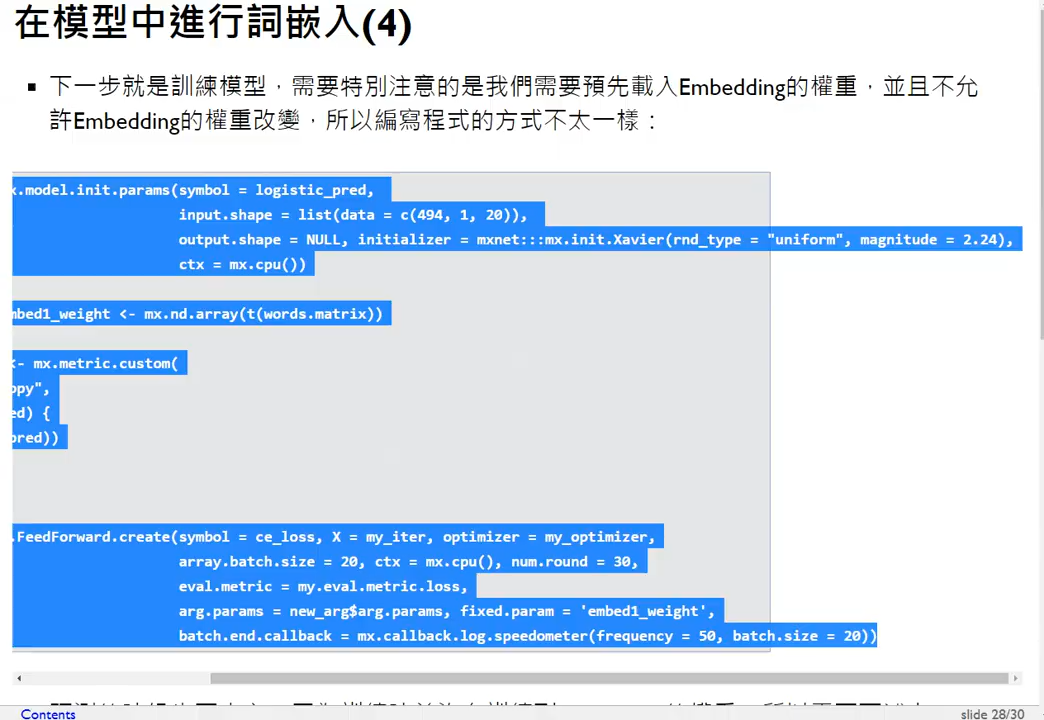 在模型中進行詞嵌入(4)
▪ 下一步就是訓練模型，需要特別注意的是我們需要預先載入Embedding的權重，並且不允
許Embedding的權重改變，所以編寫程式的方式不太一樣：
x.model.init.params(symbol = logistic_pred,
input.shape = list(data = c(494, 1, 20)),
output.shape = NULL, initializer = mxnet:::mx.init.Xavier(rnd_type = "uniform", magnitude = 2.24),
ctx = mx.cpu())
mbed1_weight <- mx.nd.array(t(words.matrix))
<- mx.metric.custom(
opy",
ed) {
pred))
.FeedForward.create(symbol = ce_loss, X = my_iter, optimizer = my_optimizer,
array.batch.size = 20, ctx = mx.cpu(), num.round = 30,
eval.metric = my.eval.metric.loss,
arg.params = new_arg$arg.params, fixed.param = 'embed1_weight',
batch.end.callback = mx.callback.log.speedometer(frequency = 50, batch.size = 20))
Contents
slide 28/30